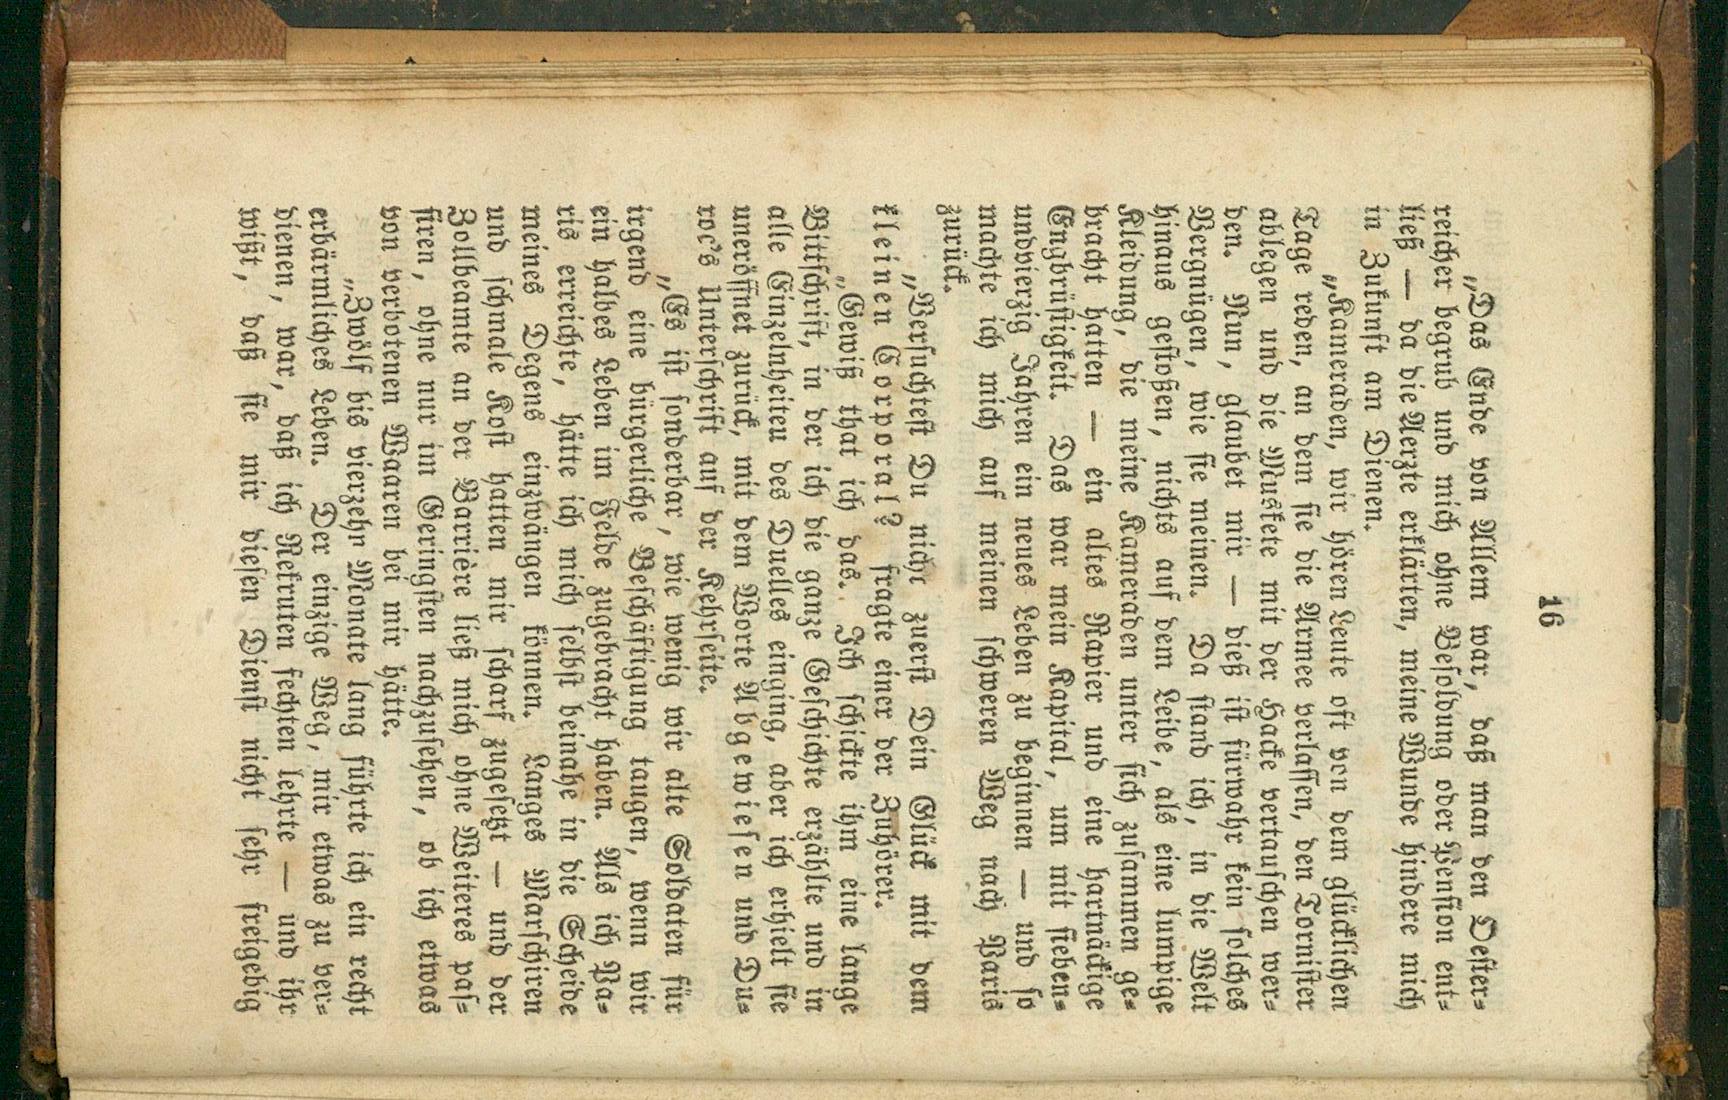 16
„Das Ende von Allem war, daß man den Oester⸗
reicher begrub und mich ohne Besoldung oder Pension ent⸗
ließ — da die Aerzte erklärten, meine Wunde hindere mich
in Zukunft am Dienen.
„Kameraden, wir hören Leute oft von dem glücklichen
Tage reden, an dem sie die Armee verlassen, den Tornister
ablegen und die Muskete mit der Hacke vertauschen wer⸗
den. Nun, glaubet mir — dieß ist fürwahr kein solches
Vergnügen, wie sie meinen. Da stand ich, in die Welt
hinaus gestoßen, nichts auf dem Leibe, als eine lumpige
Kleidung, die meine Kameraden unter sich zusammen ge⸗
bracht hatten — ein altes Rapier und eine hartnäckige
Engbrüstigkeit. Das war mein Kapital, um mit sieben⸗
undvierzig Jahren ein neues Leben zu beginnen — und so
machte ich mich auf meinen schweren Weg nach Paris
zurück.
„Versuchtest Du nicht zuerst Dein Glück mit dem
kleinen Corporal? fragte einer der Zuhörer.
„Gewiß that ich das. Ich schickte ihm eine lange
Bittschrift, in der ich die ganze Geschichte erzählte und in
alle Einzelnheiten des Duelles einging, aber ich erhielt sie
uneröffnet zurück, mit dem Worte Abgewiesen und Du⸗
roc's Unterschrift auf der Kehrseite.
„Es ist sonderbar, wie wenig wir alte Soldaten für
irgend eine bürgerliche Beschäftigung taugen, wenn wir
ein halbes Leben im Felde zugebracht haben. Als ich Pa⸗
ris erreichte, hätte ich mich selbst beinahe in die Scheide
meines Degens einzwängen können. Langes Marschiren
und schmale Kost hatten mir scharf zugesetzt — und der
Zollbeamte an der Barrière ließ mich ohne Weiteres pas⸗
siren, ohne nur im Geringsten nachzusehen, ob ich etwas
von verbotenen Waaren bei mir hätte.
„Zwölf bis vierzehn Monate lang führte ich ein recht
erbärmliches Leben. Der einzige Weg, mir etwas zu ver⸗
dienen, war, daß ich Rekruten fechten lehrte — und ihr
wißt, daß sie mir diesen Dienst nicht sehr freigebig